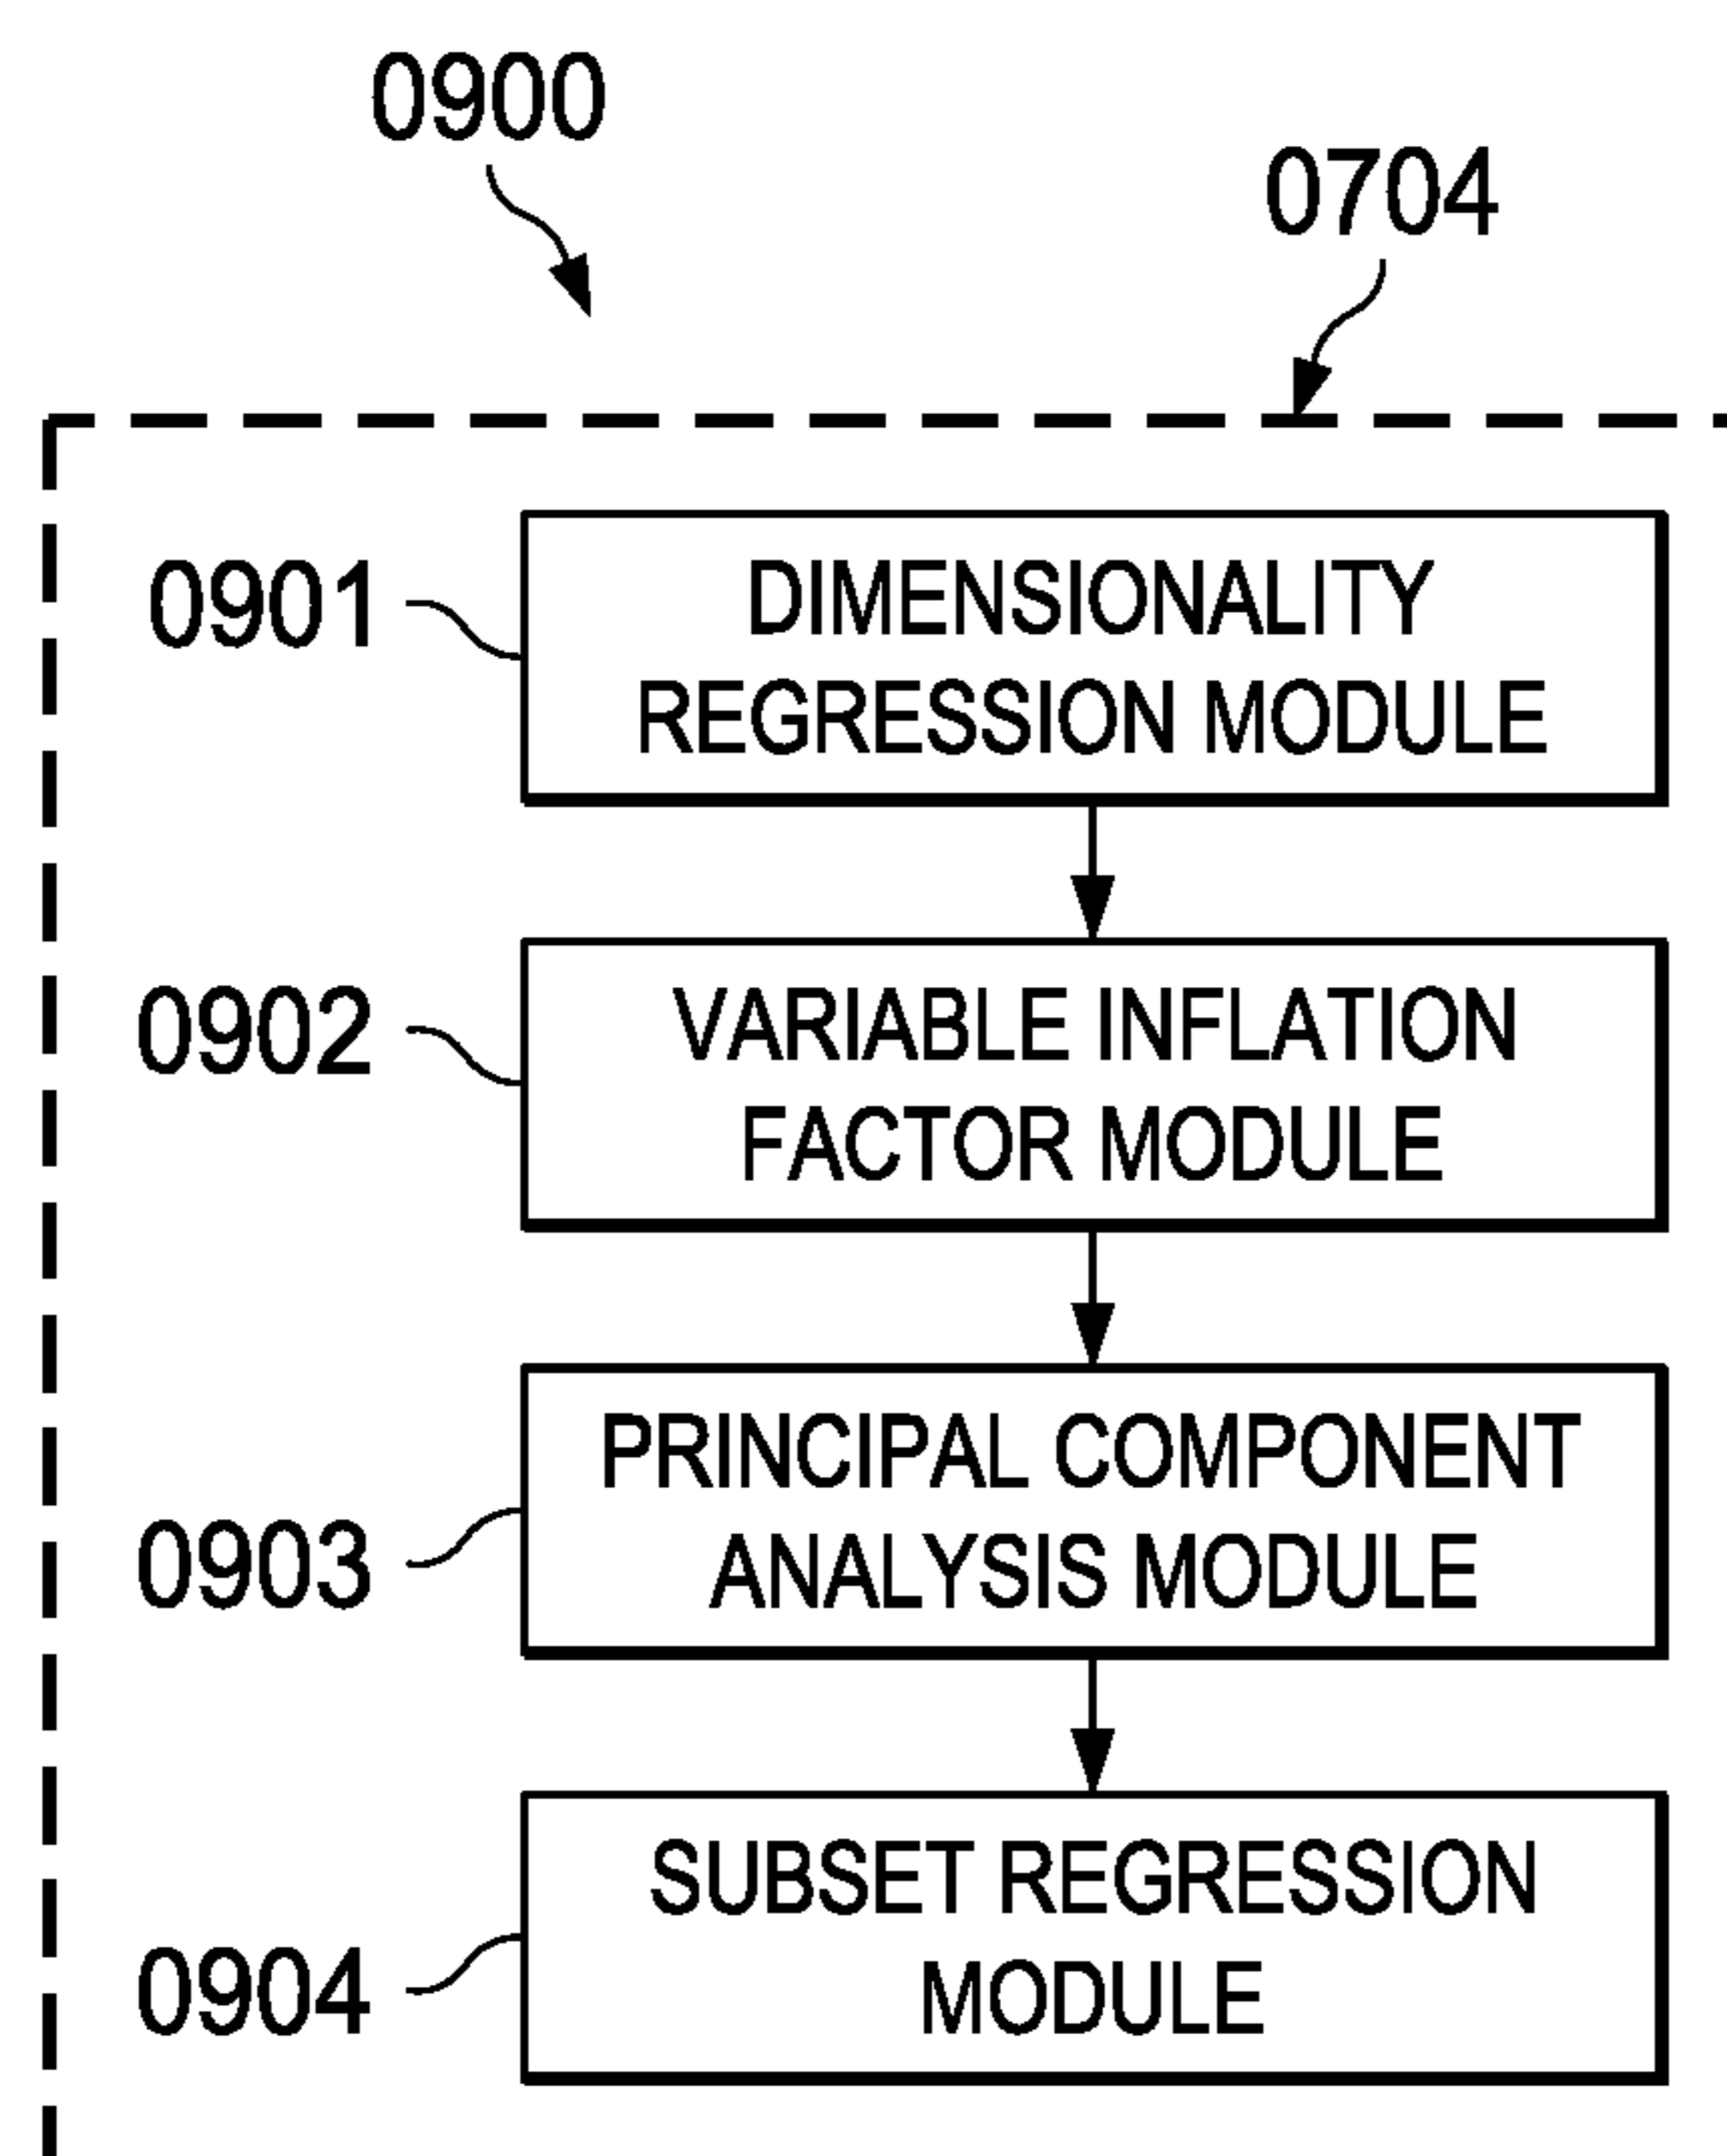 0900
0704
0901
DIMENSIONALITY
REGRESSION MODULE
0902
VARIABLE INFLATION
FACTOR MODULE
0903
PRINCIPAL COMPONENT
ANALYSIS MODULE
0904
SUBSET REGRESSION
MODULE